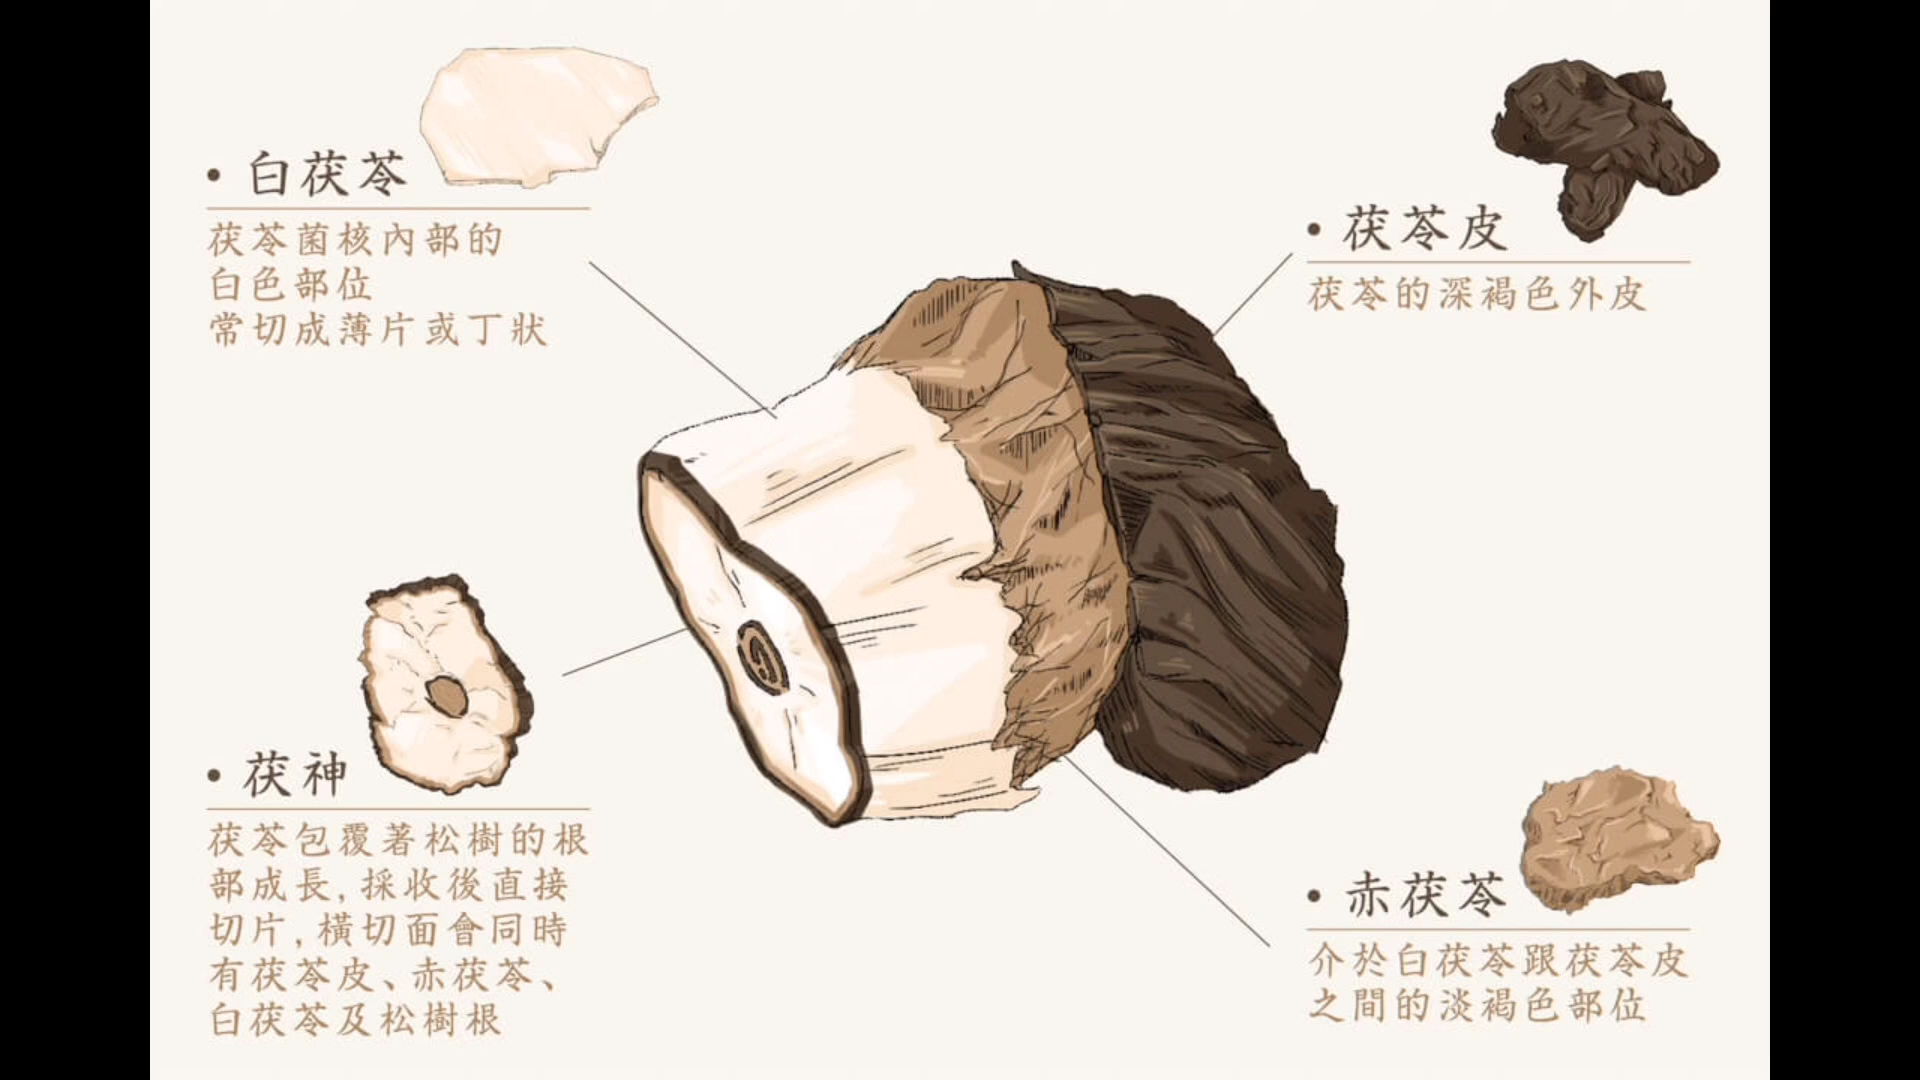 • 白茯苓
茯苓菌核內部的
白色部位
常切成薄片或丁狀
• 茯苓皮
茯苓的深褐色外皮
• 茯神
茯苓包覆著松樹的根
部成長,採收後直接
切片,橫切面會同時
有茯苓皮、赤茯苓、
白茯苓及松樹根
• 赤茯苓
介於白茯苓跟茯苓皮
之間的淡褐色部位